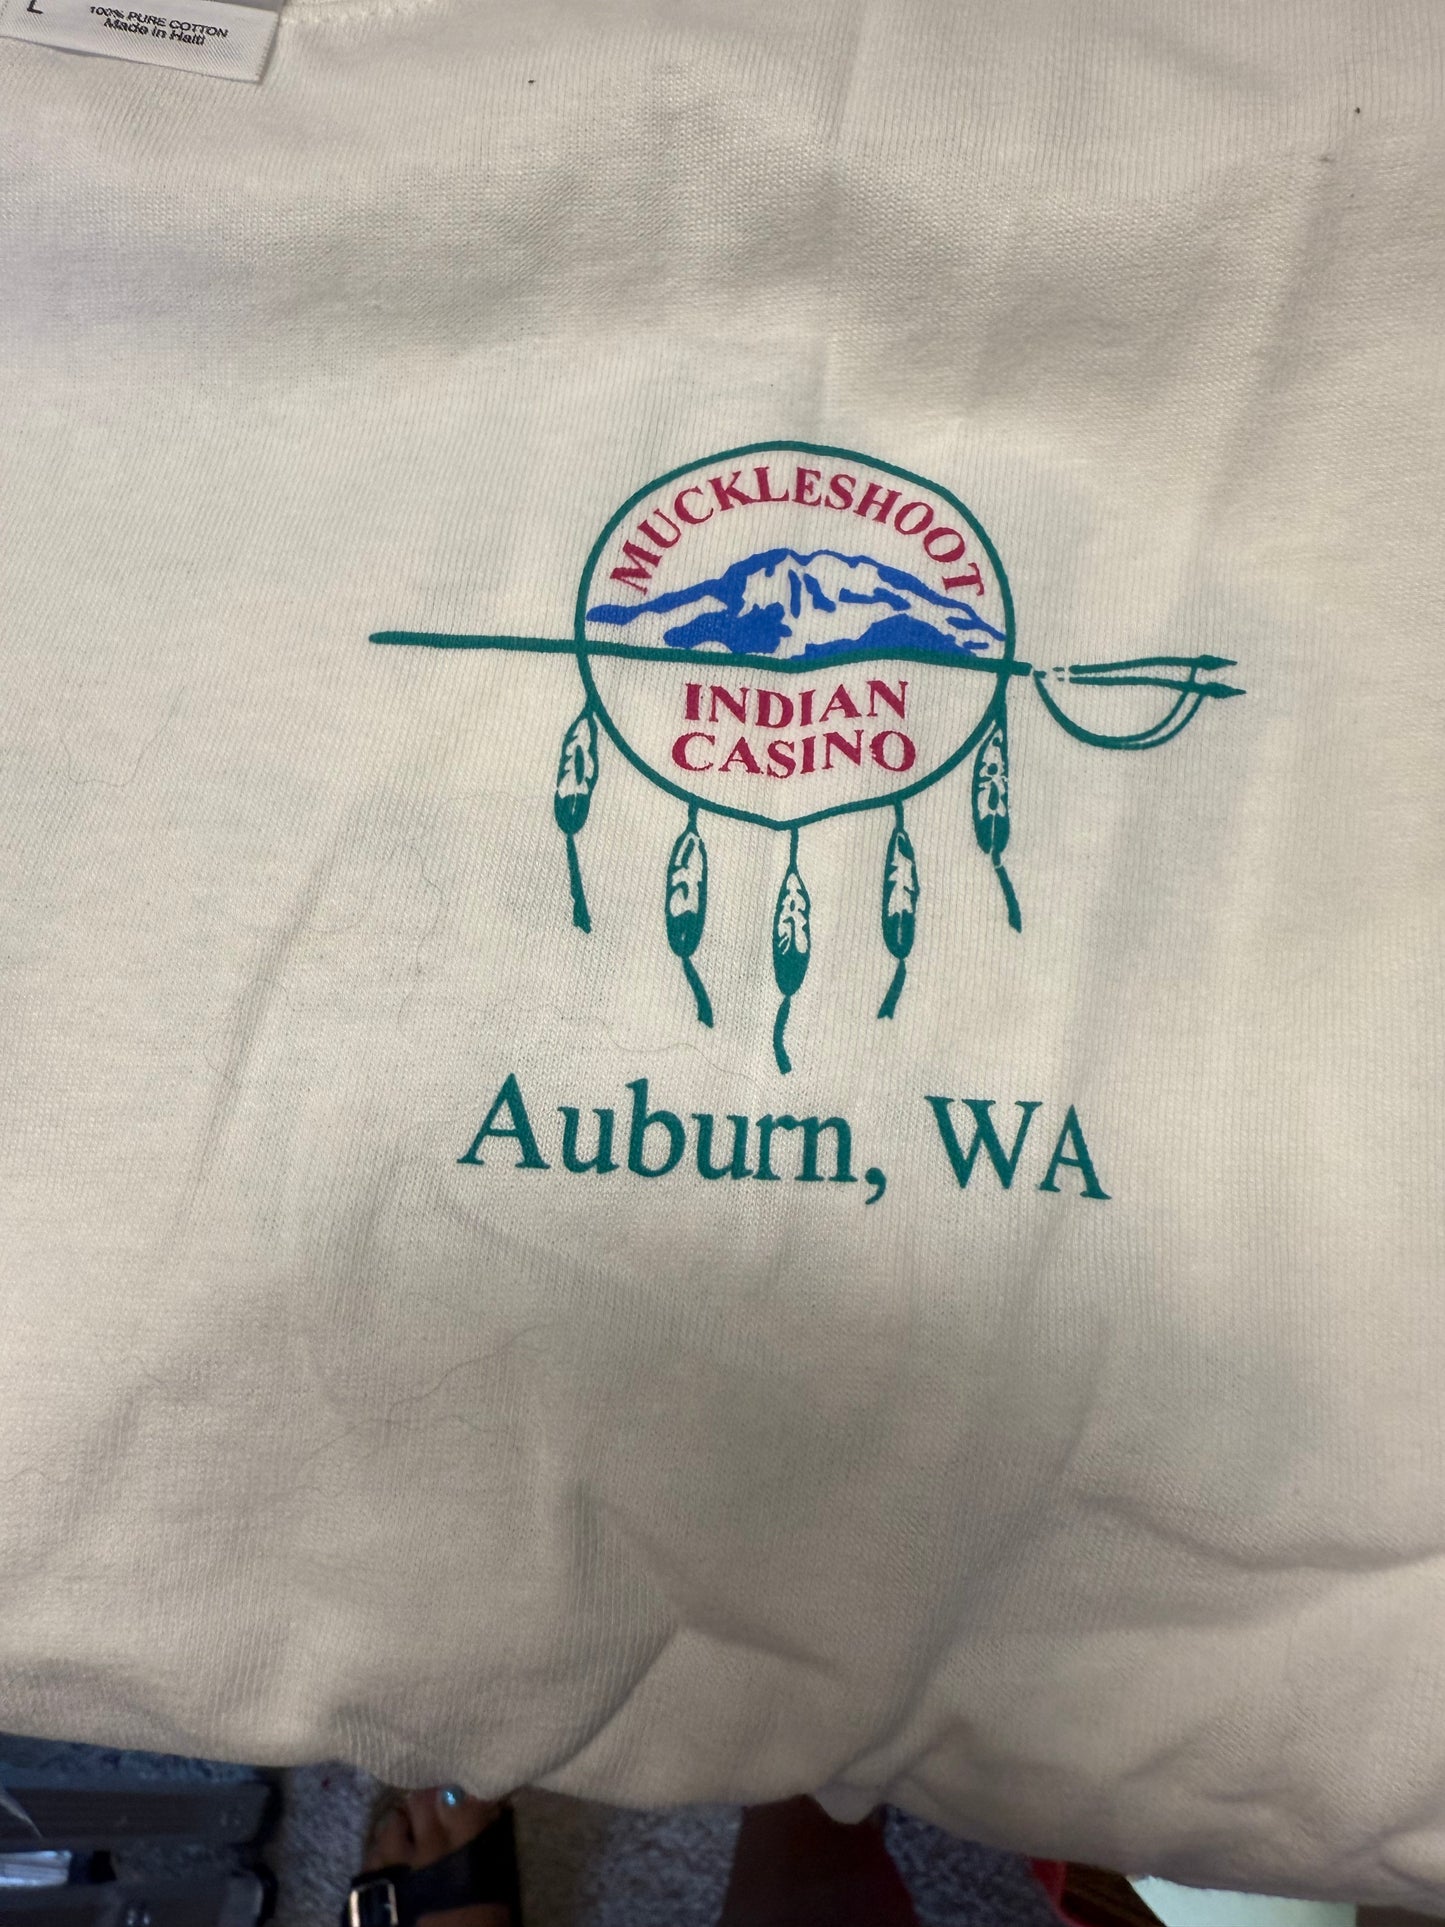 L
100% PURE COTTON
Made in Haiti
MUCKLESHOOT
INDIAN
CASINO
Auburn, WA